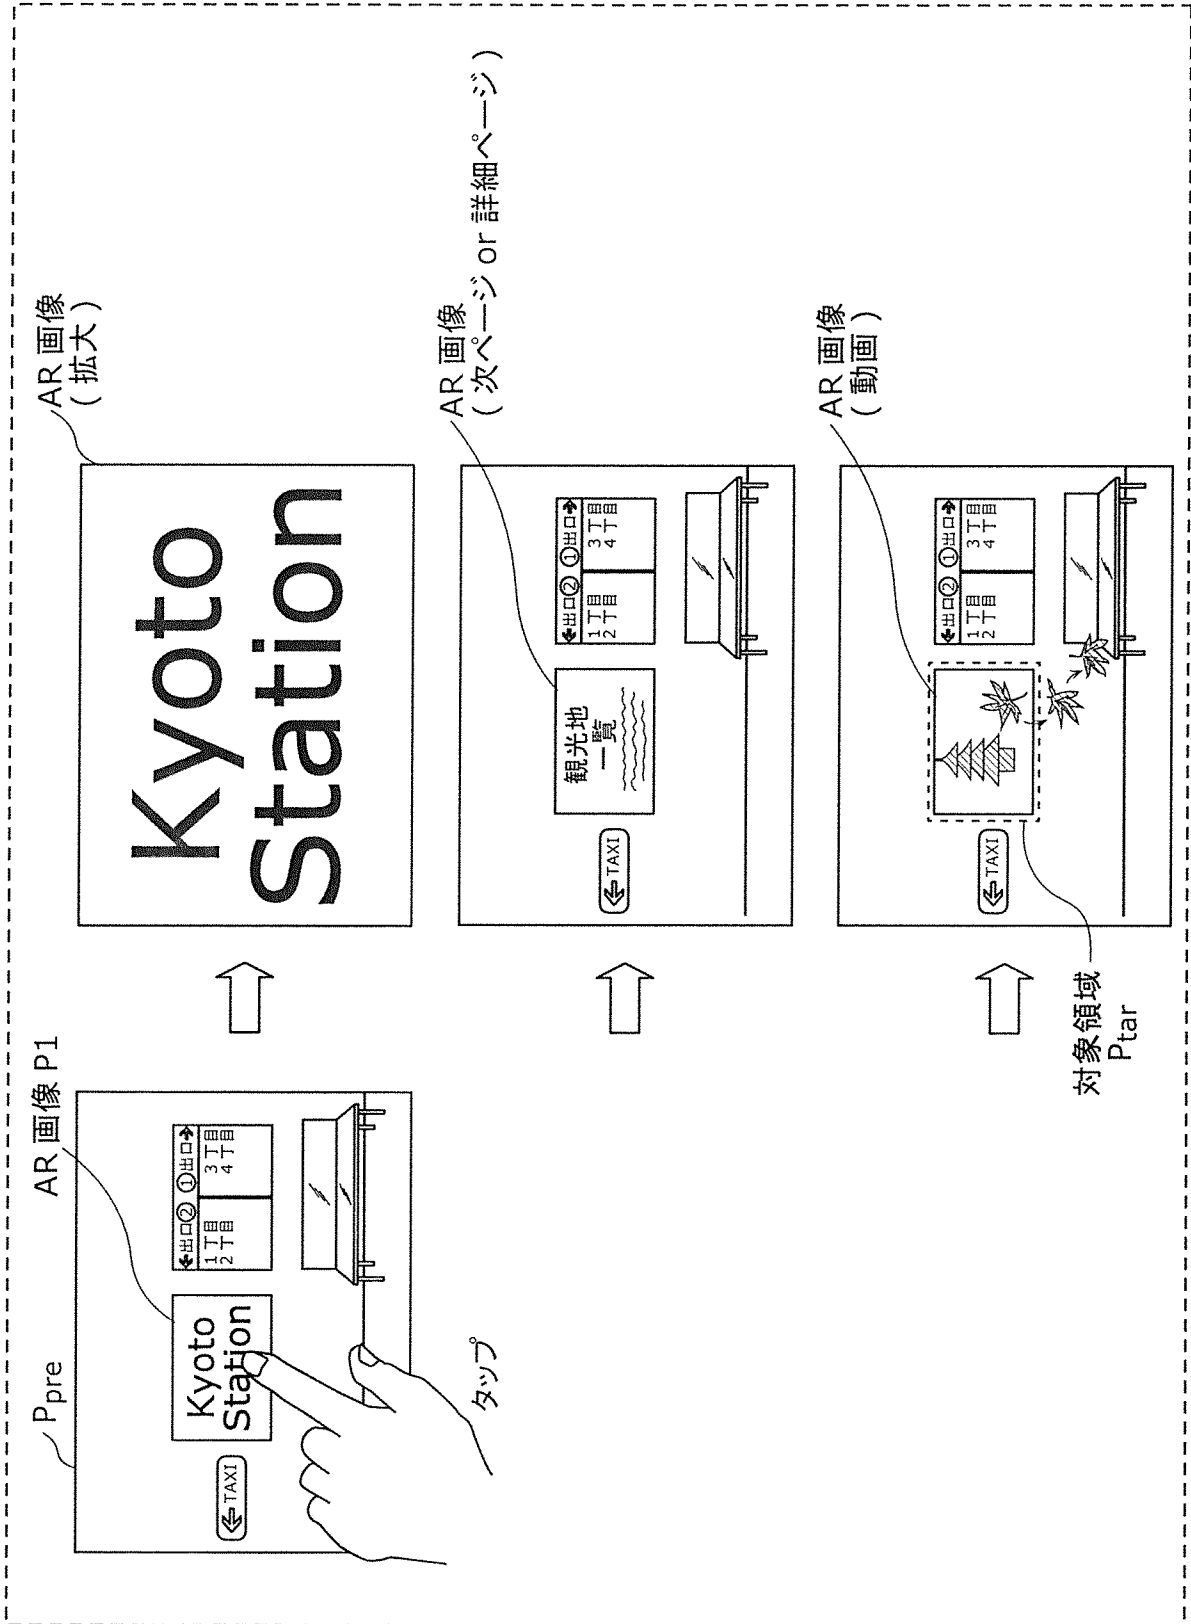 P_pre
AR 画像 P1
TAXI
Kyoto
Station
出口② ①出口
1丁目 3丁目
2丁目 4丁目
タップ
AR 画像
( 拡大 )
Kyoto
Station
AR 画像
( 次ページ or 詳細ページ )
TAXI
観光地
一覧
出口② ①出口
1丁目 3丁目
2丁目 4丁目
AR 画像
( 動画 )
TAXI
出口② ①出口
1丁目 3丁目
2丁目 4丁目
対象領域
Ptar